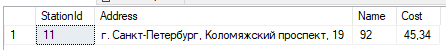 StationId Address Name Cost
1 11 г. Санкт-Петербург, Коломяжский проспект, 19 92 45,34